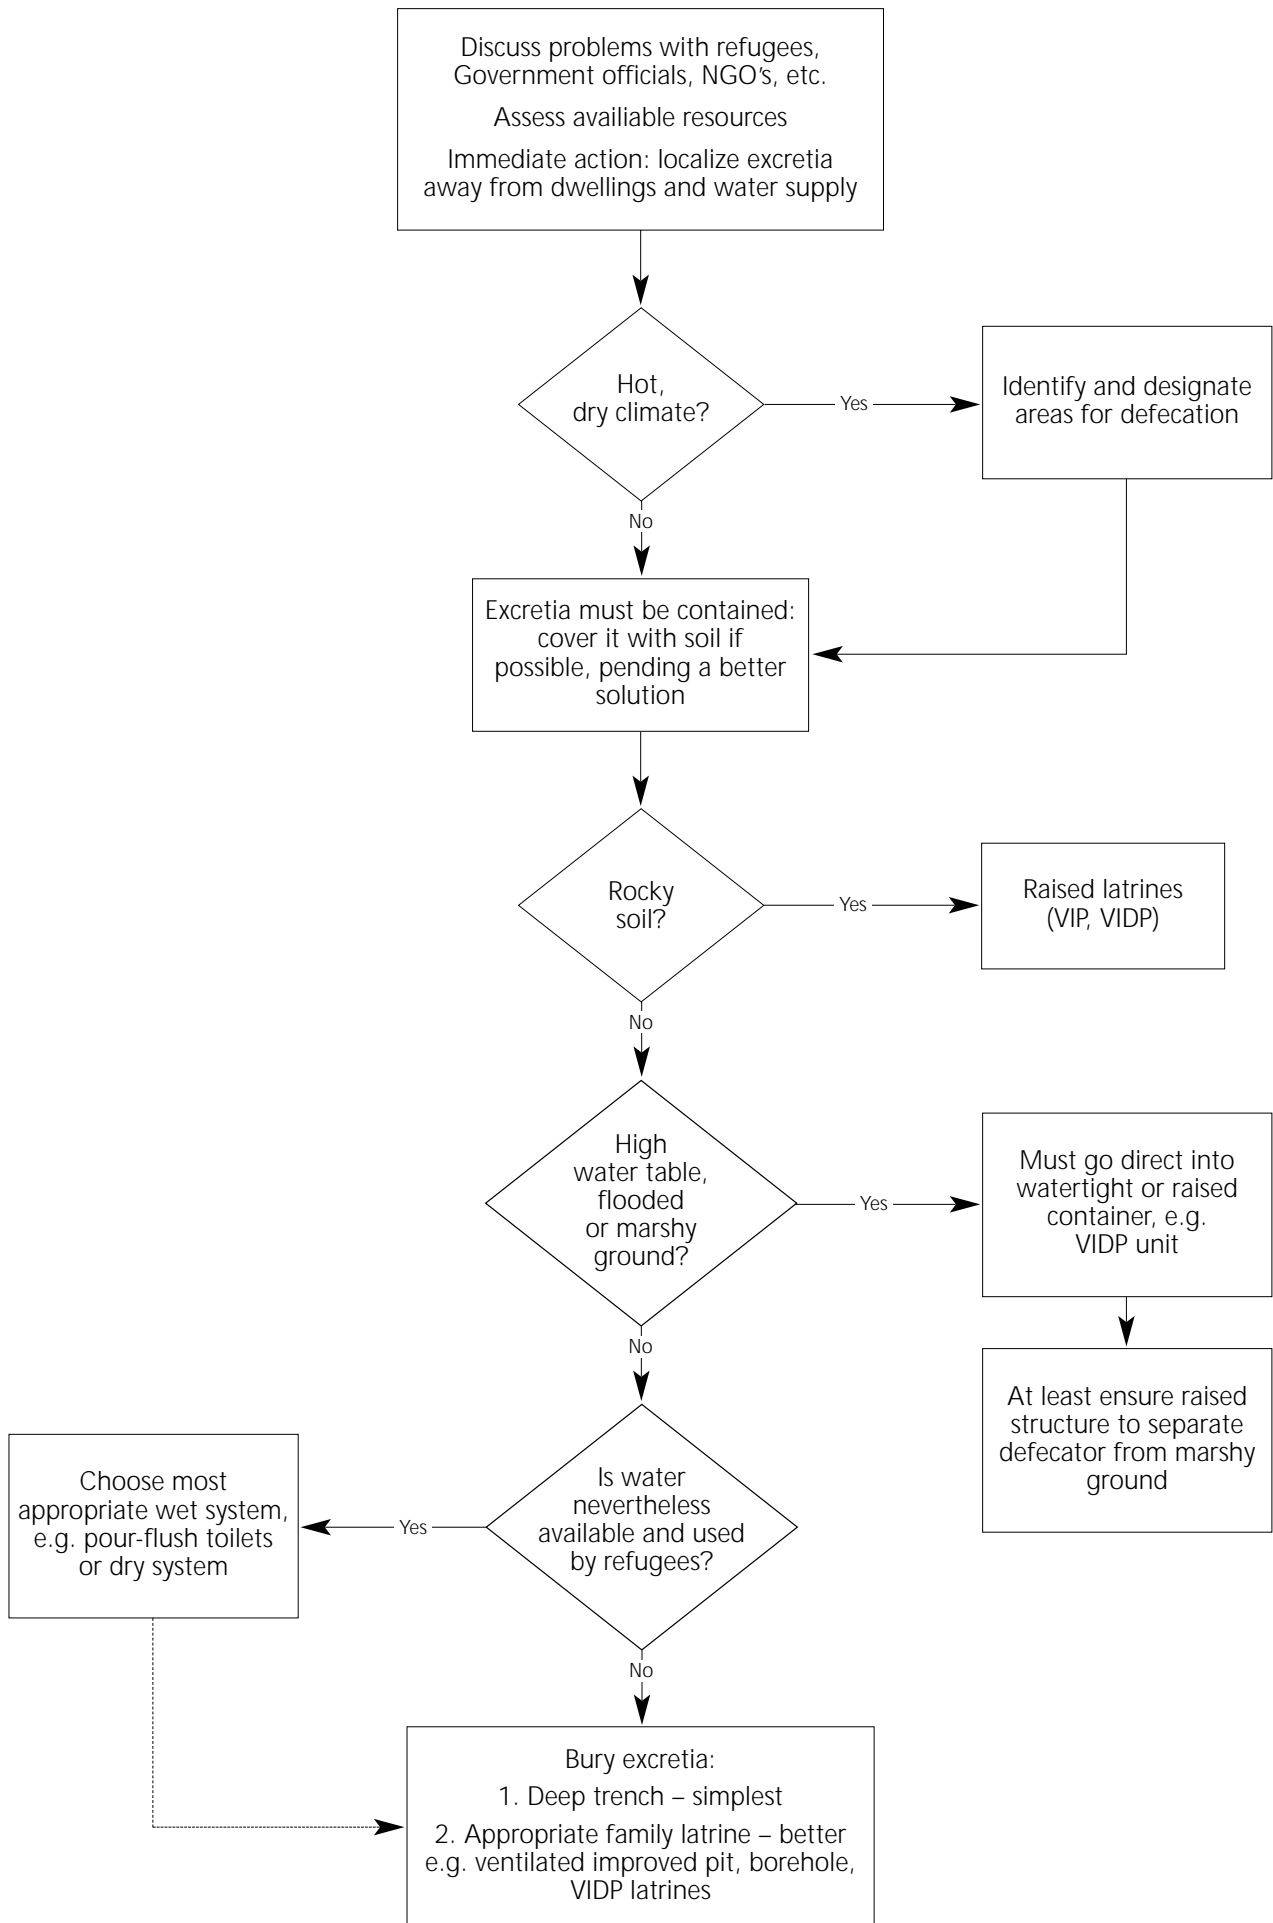 Discuss problems with refugees,
Government officials, NGO's, etc.
Assess availiable resources
Immediate action: localize excretia
away from dwellings and water supply
Hot,
dry climate?
Yes
Identify and designate
areas for defecation
No
Excretia must be contained:
cover it with soil if
possible, pending a better
solution
Rocky
soil?
Yes
Raised latrines
(VIP, VIDP)
No
High
water table,
flooded
or marshy
ground?
Yes
Must go direct into
watertight or raised
container, e.g.
VIDP unit
No
At least ensure raised
structure to separate
defecator from marshy
ground
Is water
nevertheless
available and used
by refugees?
Yes
Choose most
appropriate wet system,
e.g. pour-flush toilets
or dry system
No
Bury excretia:
1. Deep trench – simplest
2. Appropriate family latrine – better
e.g. ventilated improved pit, borehole,
VIDP latrines